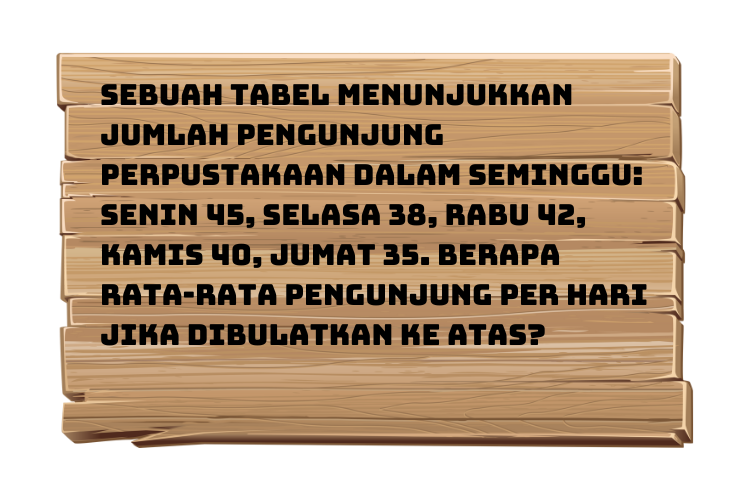 SEBUAH TABEL MENUNJUKKAN
JUMLAH PENGUNJUNG
PERPUSTAKAAN DALAM SEMINGGU:
SENIN 45, SELASA 38, RABU 42,
KAMIS 40, JUMAT 35. BERAPA
RATA-RATA PENGUNJUNG PER HARI
JIKA DIBULATKAN KE ATAS?